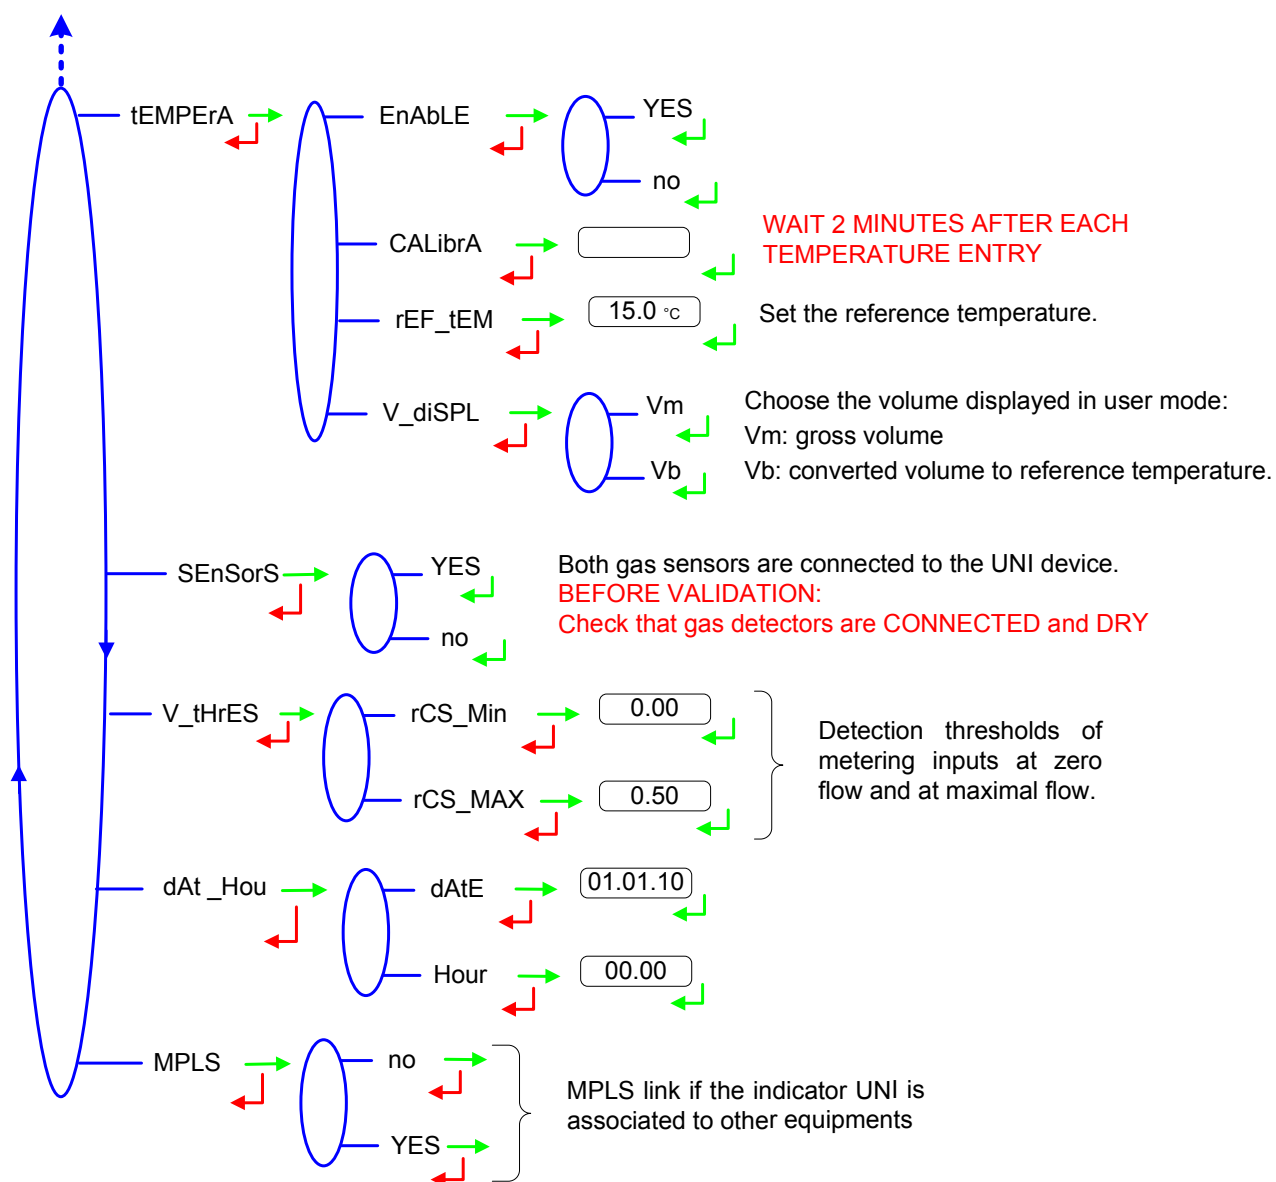 tEMPErA
EnAbLE
YES
no
CALibrA
WAIT 2 MINUTES AFTER EACH
TEMPERATURE ENTRY
rEF_tEM
15.0 °C
Set the reference temperature.
V_diSPL
Vm
Vb
Choose the volume displayed in user mode:
Vm: gross volume
Vb: converted volume to reference temperature.
SEnSorS
YES
no
Both gas sensors are connected to the UNI device.
BEFORE VALIDATION:
Check that gas detectors are CONNECTED and DRY
V_tHrES
rCS_Min
0.00
rCS_MAX
0.50
Detection thresholds of
metering inputs at zero
flow and at maximal flow.
dAt _Hou
dAtE
01.01.10
Hour
00.00
MPLS
no
YES
MPLS link if the indicator UNI is
associated to other equipments